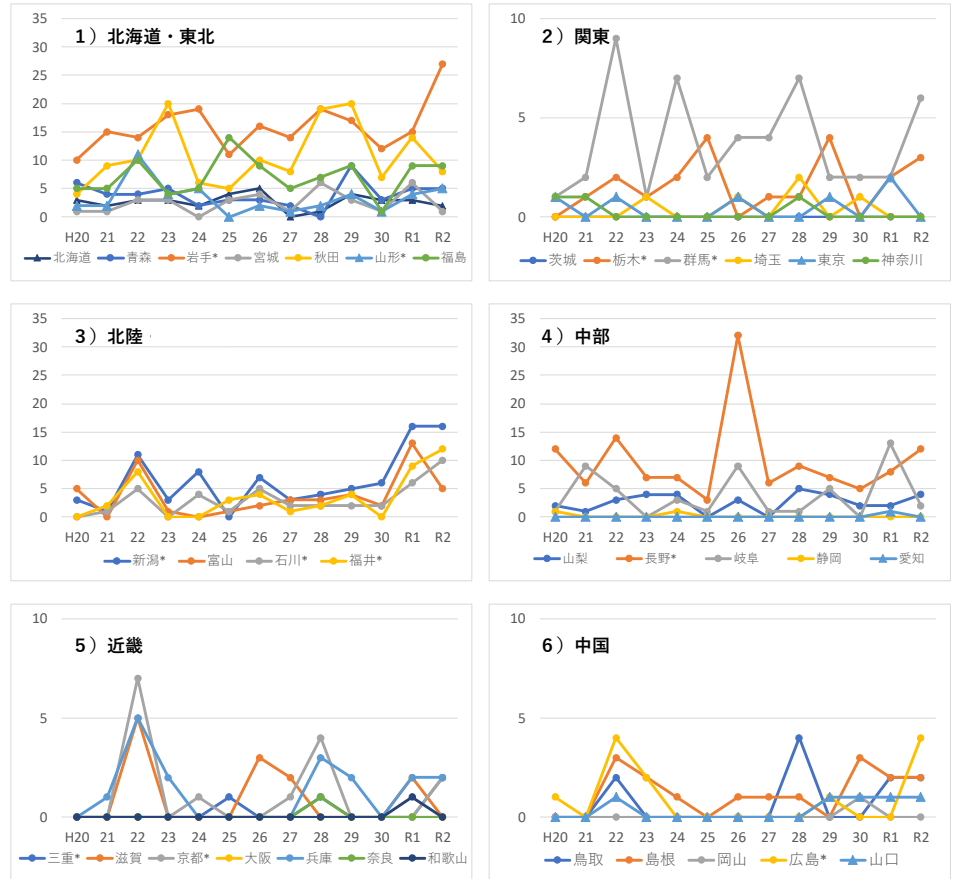 1）北海道・東北
35
30
25
20
15
10
5
0
H20 21 22 23 24 25 26 27 28 29 30 R1 R2
北海道 青森 岩手* 宮城 秋田 山形* 福島
2）関東
10
5
0
H20 21 22 23 24 25 26 27 28 29 30 R1 R2
茨城 栃木* 群馬* 埼玉 東京 神奈川
3）北陸
35
30
25
20
15
10
5
0
H20 21 22 23 24 25 26 27 28 29 30 R1 R2
新潟* 富山 石川* 福井*
4）中部
35
30
25
20
15
10
5
0
H20 21 22 23 24 25 26 27 28 29 30 R1 R2
山梨 長野* 岐阜 静岡 愛知
5）近畿
10
5
0
H20 21 22 23 24 25 26 27 28 29 30 R1 R2
三重* 滋賀 京都* 大阪 兵庫 奈良 和歌山
6）中国
10
5
0
H20 21 22 23 24 25 26 27 28 29 30 R1 R2
鳥取 島根 岡山 広島* 山口